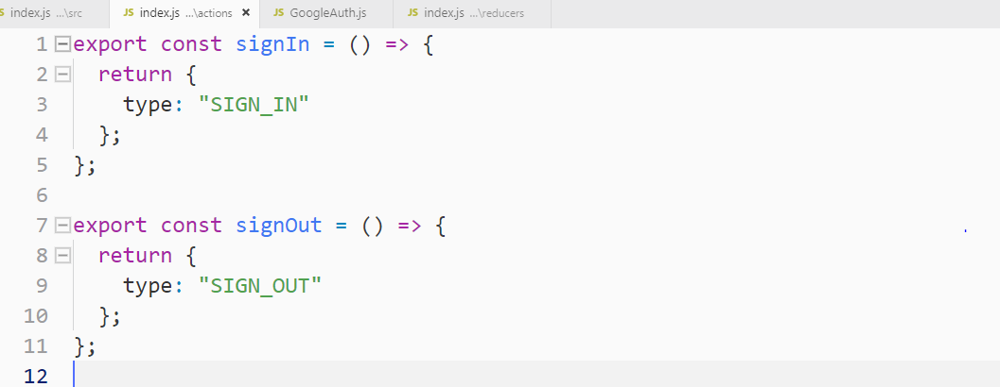 JS index.js ...\src JS index.js ...\actions × JS GoogleAuth.js JS index.js ...\reducers
1 export const signIn = () => {
2   return {
3     type: "SIGN_IN"
4   };
5 };
6
7 export const signOut = () => {
8   return {
9     type: "SIGN_OUT"
10   };
11 };
12